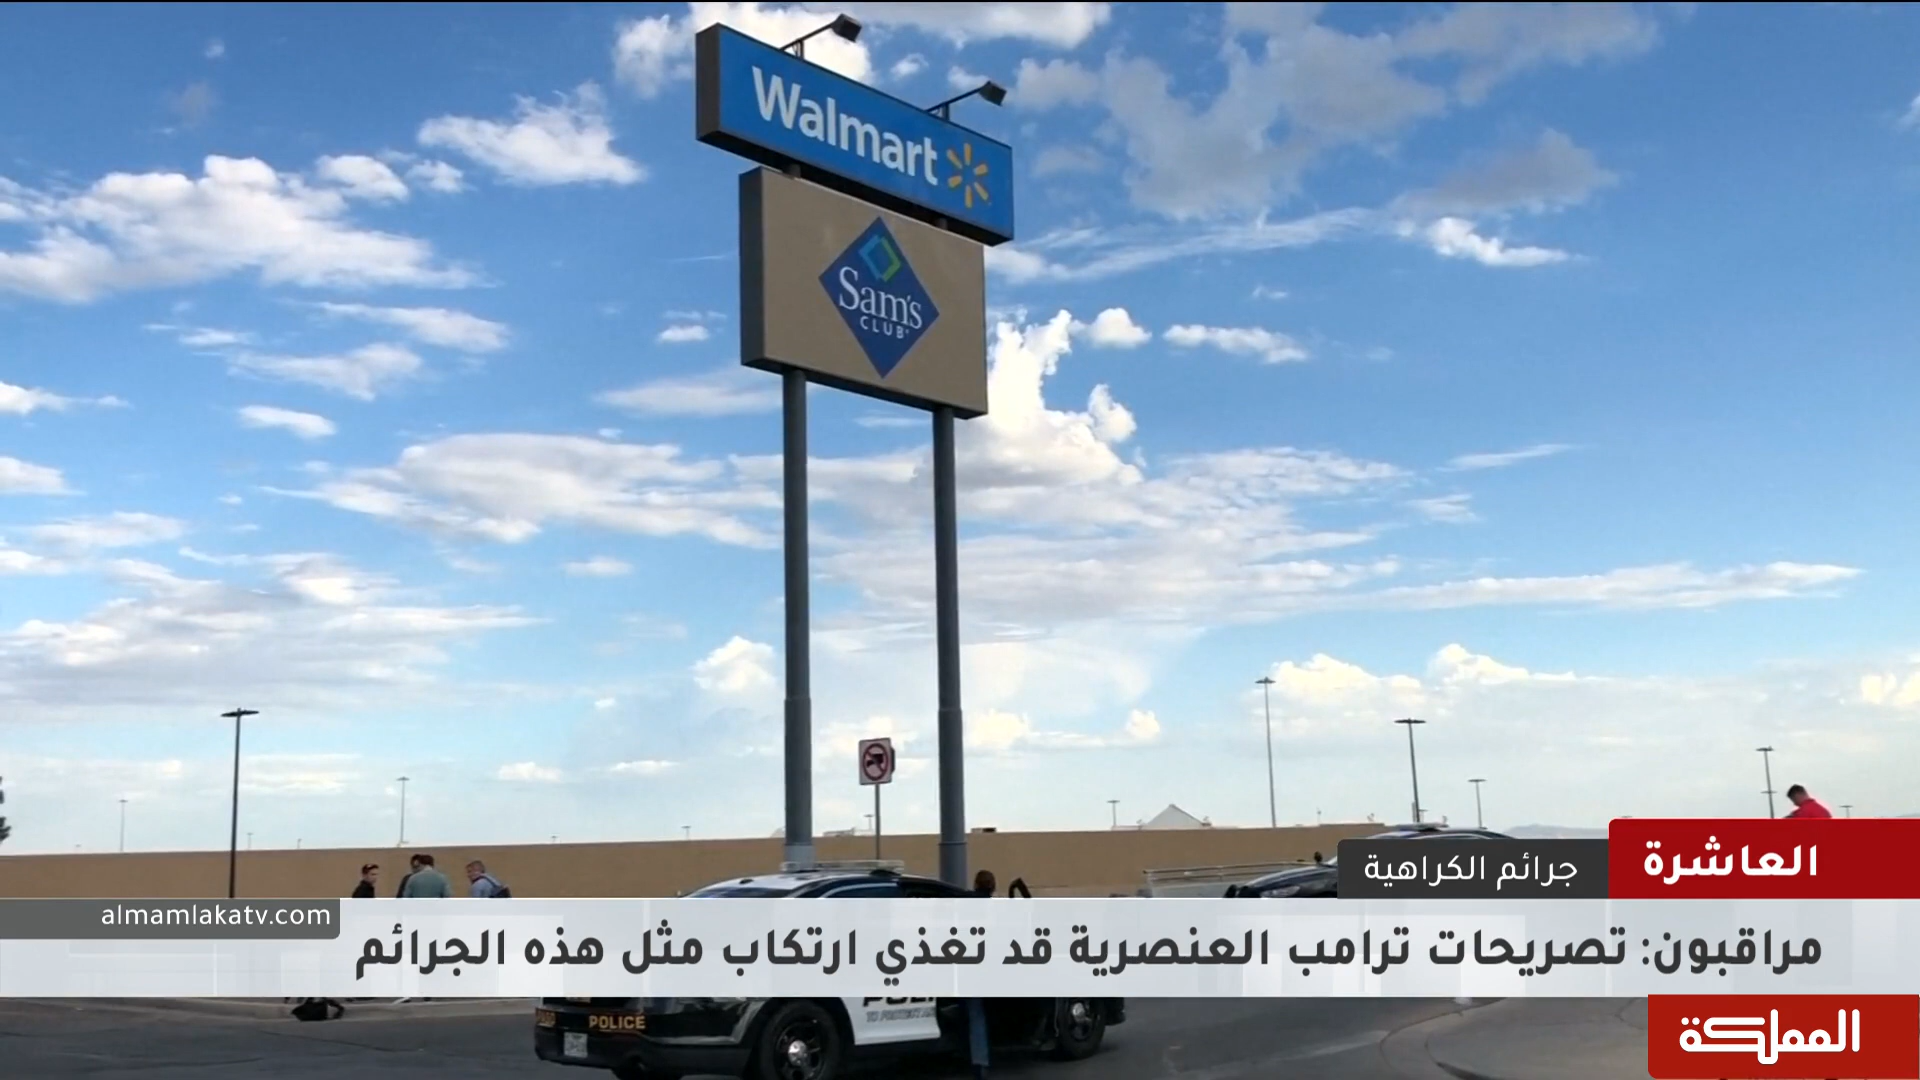 Walmart
Sam's
CLUB
العاشرة
جرائم الكراهية
almamlakatv.com
مراقبون: تصريحات ترامب العنصرية قد تغذي ارتكاب مثل هذه الجرائم
POLICE
المملكة